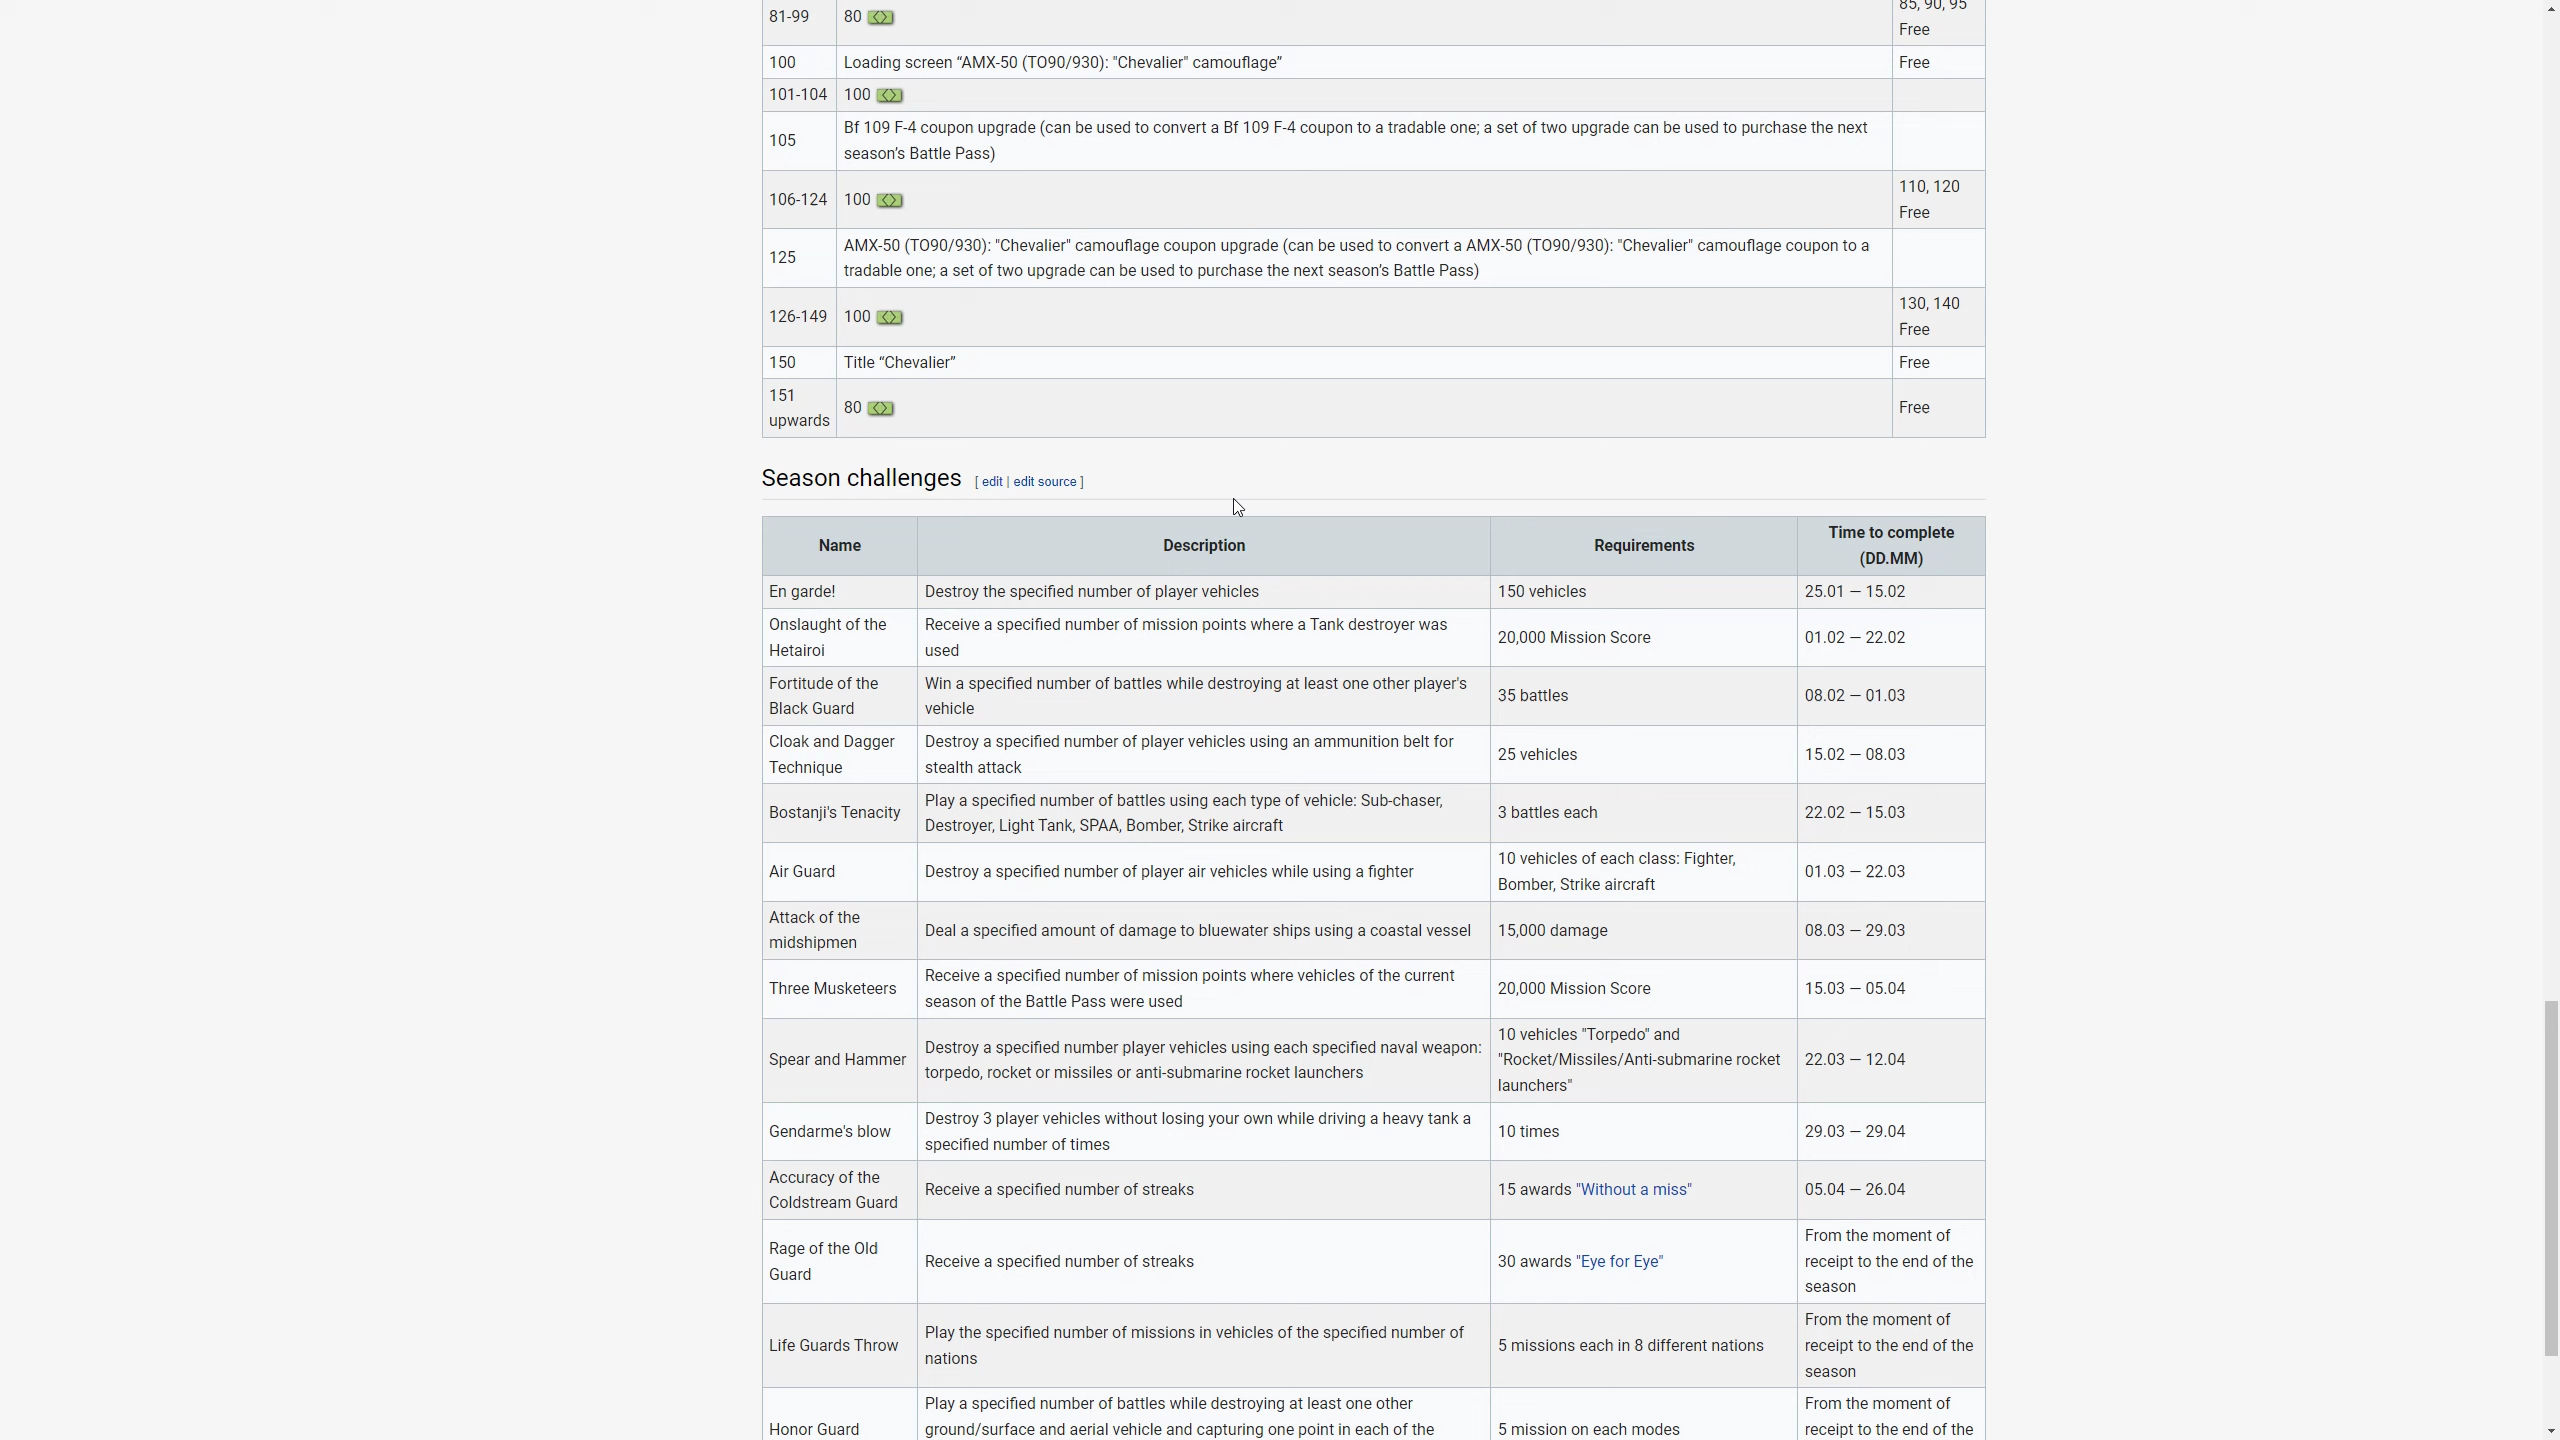 85, 90, 95
81-99 80
Free
100 Loading screen “AMX-50 (TO90/930): "Chevalier" camouflage” Free
101-104 100
Bf 109 F-4 coupon upgrade (can be used to convert a Bf 109 F-4 coupon to a tradable one; a set of two upgrade can be used to purchase the next
105
season’s Battle Pass)
110, 120
106-124 100
Free
AMX-50 (TO90/930): "Chevalier" camouflage coupon upgrade (can be used to convert a AMX-50 (TO90/930): "Chevalier" camouflage coupon to a
125
tradable one; a set of two upgrade can be used to purchase the next season’s Battle Pass)
130, 140
126-149 100
Free
150 Title “Chevalier” Free
151
80 Free
upwards
Season challenges [ edit | edit source ]
Time to complete
Name Description Requirements
(DD.MM)
En garde! Destroy the specified number of player vehicles 150 vehicles 25.01 — 15.02
Onslaught of the
Hetairoi
Receive a specified number of mission points where a Tank destroyer was
used
20,000 Mission Score
01.02 — 22.02
Fortitude of the
Black Guard
Win a specified number of battles while destroying at least one other player's
vehicle
35 battles
08.02 — 01.03
Cloak and Dagger
Technique
Destroy a specified number of player vehicles using an ammunition belt for
stealth attack
25 vehicles
15.02 — 08.03
Bostanji's Tenacity
Play a specified number of battles using each type of vehicle: Sub-chaser,
Destroyer, Light Tank, SPAA, Bomber, Strike aircraft
3 battles each
22.02 — 15.03
Air Guard
Destroy a specified number of player air vehicles while using a fighter
10 vehicles of each class: Fighter,
Bomber, Strike aircraft
01.03 — 22.03
Attack of the
midshipmen
Deal a specified amount of damage to bluewater ships using a coastal vessel
15,000 damage
08.03 — 29.03
Three Musketeers
Receive a specified number of mission points where vehicles of the current
season of the Battle Pass were used
20,000 Mission Score
15.03 — 05.04
Spear and Hammer
Destroy a specified number player vehicles using each specified naval weapon:
torpedo, rocket or missiles or anti-submarine rocket launchers
10 vehicles "Torpedo" and
"Rocket/Missiles/Anti-submarine rocket
launchers"
22.03 — 12.04
Gendarme's blow
Destroy 3 player vehicles without losing your own while driving a heavy tank a
specified number of times
10 times
29.03 — 29.04
Accuracy of the
Coldstream Guard
Receive a specified number of streaks
15 awards "Without a miss"
05.04 — 26.04
Rage of the Old
Guard
Receive a specified number of streaks
30 awards "Eye for Eye"
From the moment of
receipt to the end of the
season
Life Guards Throw
Play the specified number of missions in vehicles of the specified number of
nations
5 missions each in 8 different nations
From the moment of
receipt to the end of the
season
Honor Guard
Play a specified number of battles while destroying at least one other
ground/surface and aerial vehicle and capturing one point in each of the
5 mission on each modes
From the moment of
receipt to the end of the